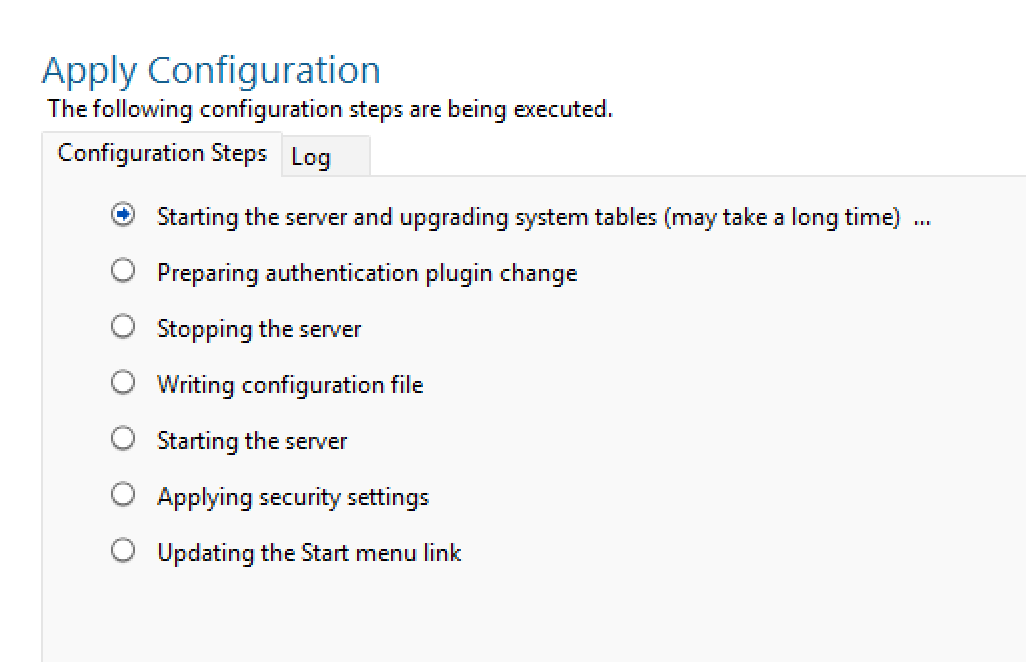 Apply Configuration
The following configuration steps are being executed.
Configuration Steps
Log
Starting the server and upgrading system tables (may take a long time) ...
Preparing authentication plugin change
Stopping the server
Writing configuration file
Starting the server
Applying security settings
Updating the Start menu link